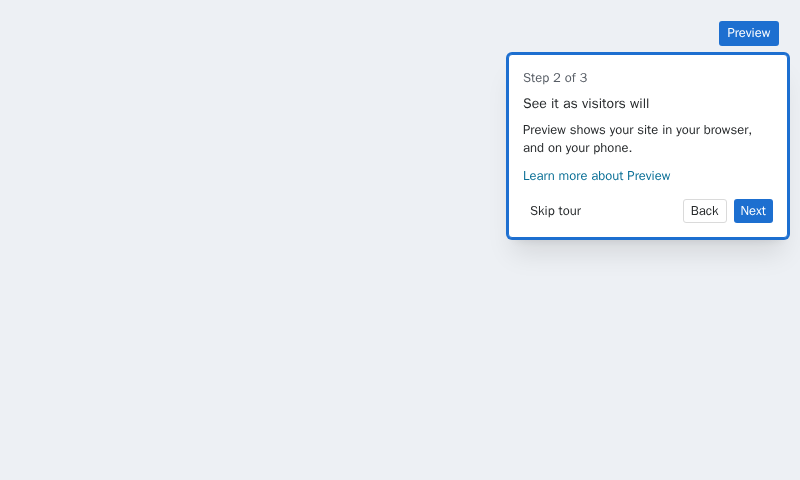 Preview
Step 2 of 3
See it as visitors will
Preview shows your site in your browser,
and on your phone.
Learn more about Preview
Skip tour
Back
Next